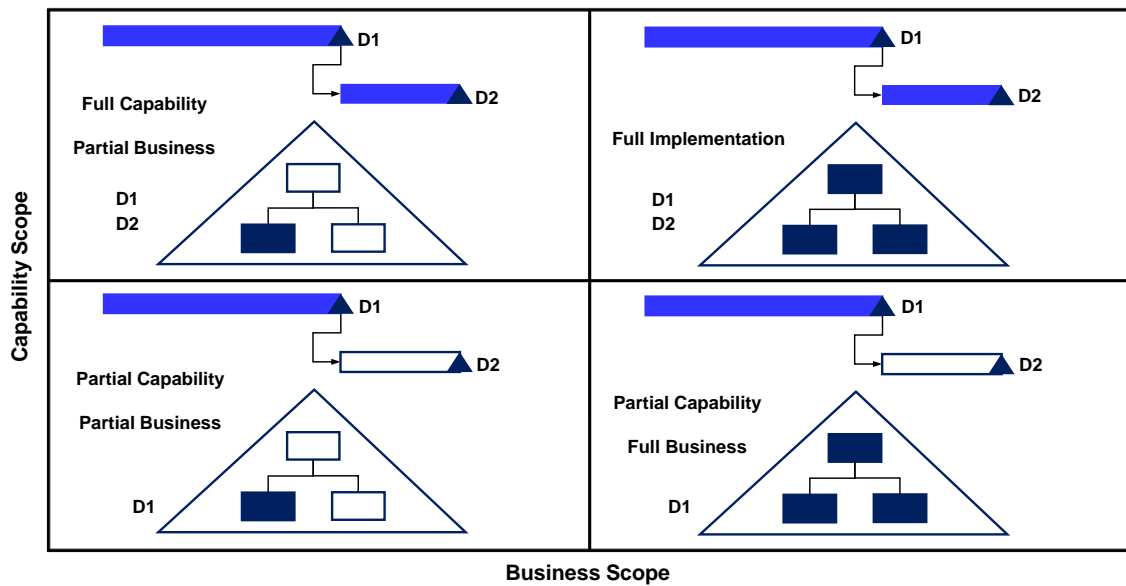 Capability Scope
D1
D2
Full Capability
Partial Business
D1
D2
D1
D2
Full Implementation
D1
D2
D1
D2
Partial Capability
Partial Business
D1
D1
D2
Partial Capability
Full Business
D1
Business Scope